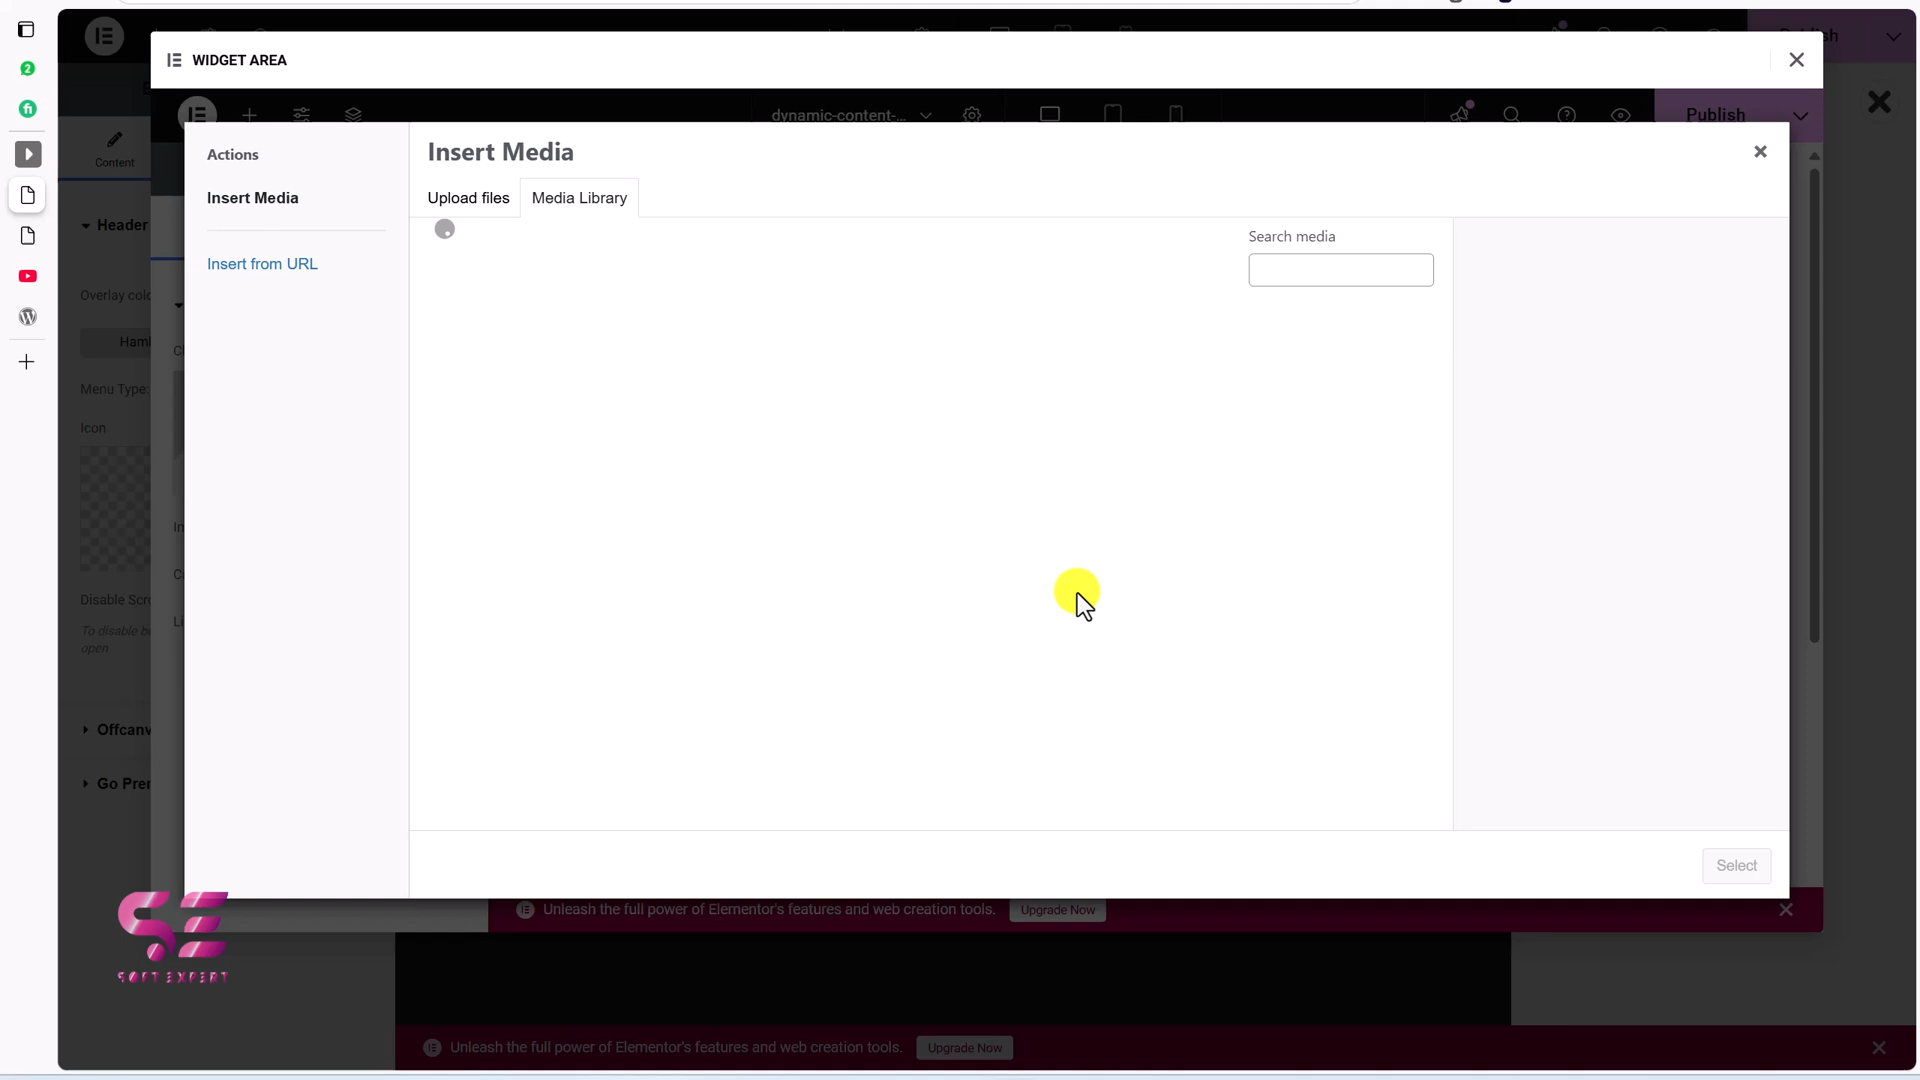 WIDGET AREA
dynamic-content-...
Publish
Actions
Insert Media
Insert from URL
Insert Media
Upload files
Media Library
Search media
Select
Content
Header
Overlay colo
Haml
Menu Type:
Icon
Disable Scr
To disable b
open
Offcanv
Go Prer
Unleash the full power of Elementor's features and web creation tools.
Upgrade Now
SOFT EXPERT
Unleash the full power of Elementor's features and web creation tools.
Upgrade Now